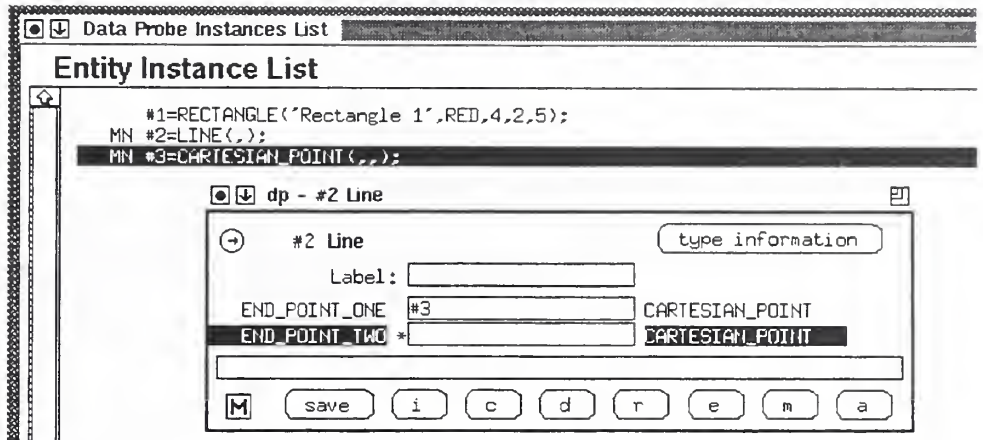 Data Probe Instances List
Entity Instance List
#1=RECTANGLE('Rectangle 1',RED,4,2,5);
MN #2=LINE(,);
MN #3=CARTESIAN_POINT(,,);
dp - #2 Line
#2 Line type information
Label:
END_POINT_ONE #3 CARTESIAN_POINT
END_POINT_TWO * CARTESIAN_POINT
M save i c d r e m a